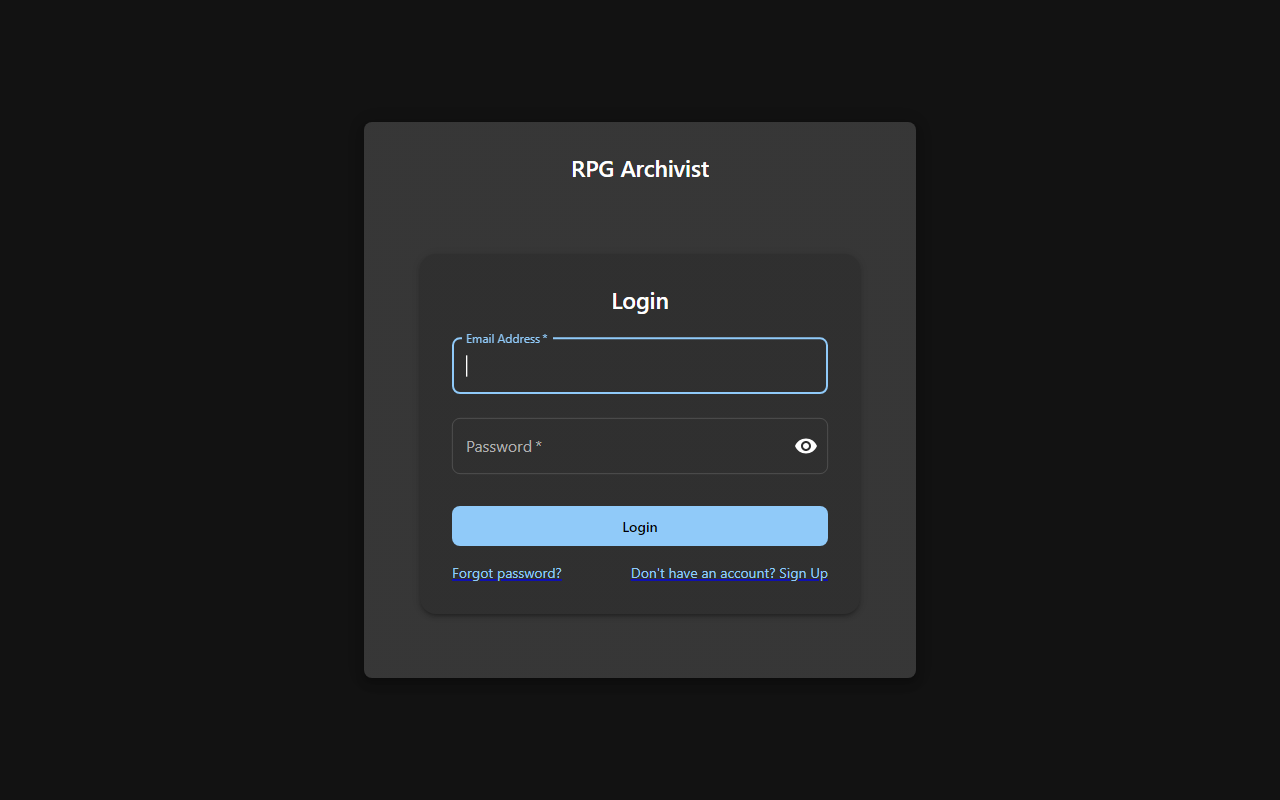 RPG Archivist
Login
Email Address *
Password *
Login
Forgot password?
Don't have an account? Sign Up